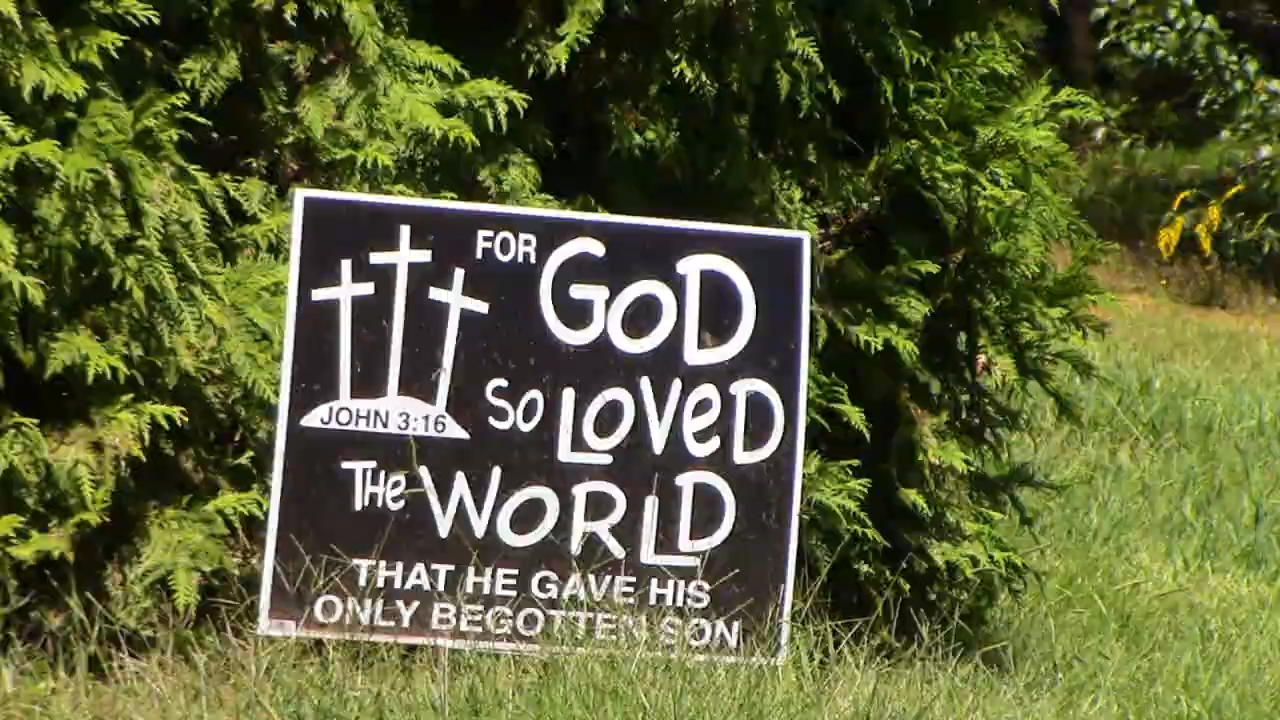 FOR GOD
JOHN 3:16
SO LOVED
THE WORLD
THAT HE GAVE HIS
ONLY BEGOTTEN SON